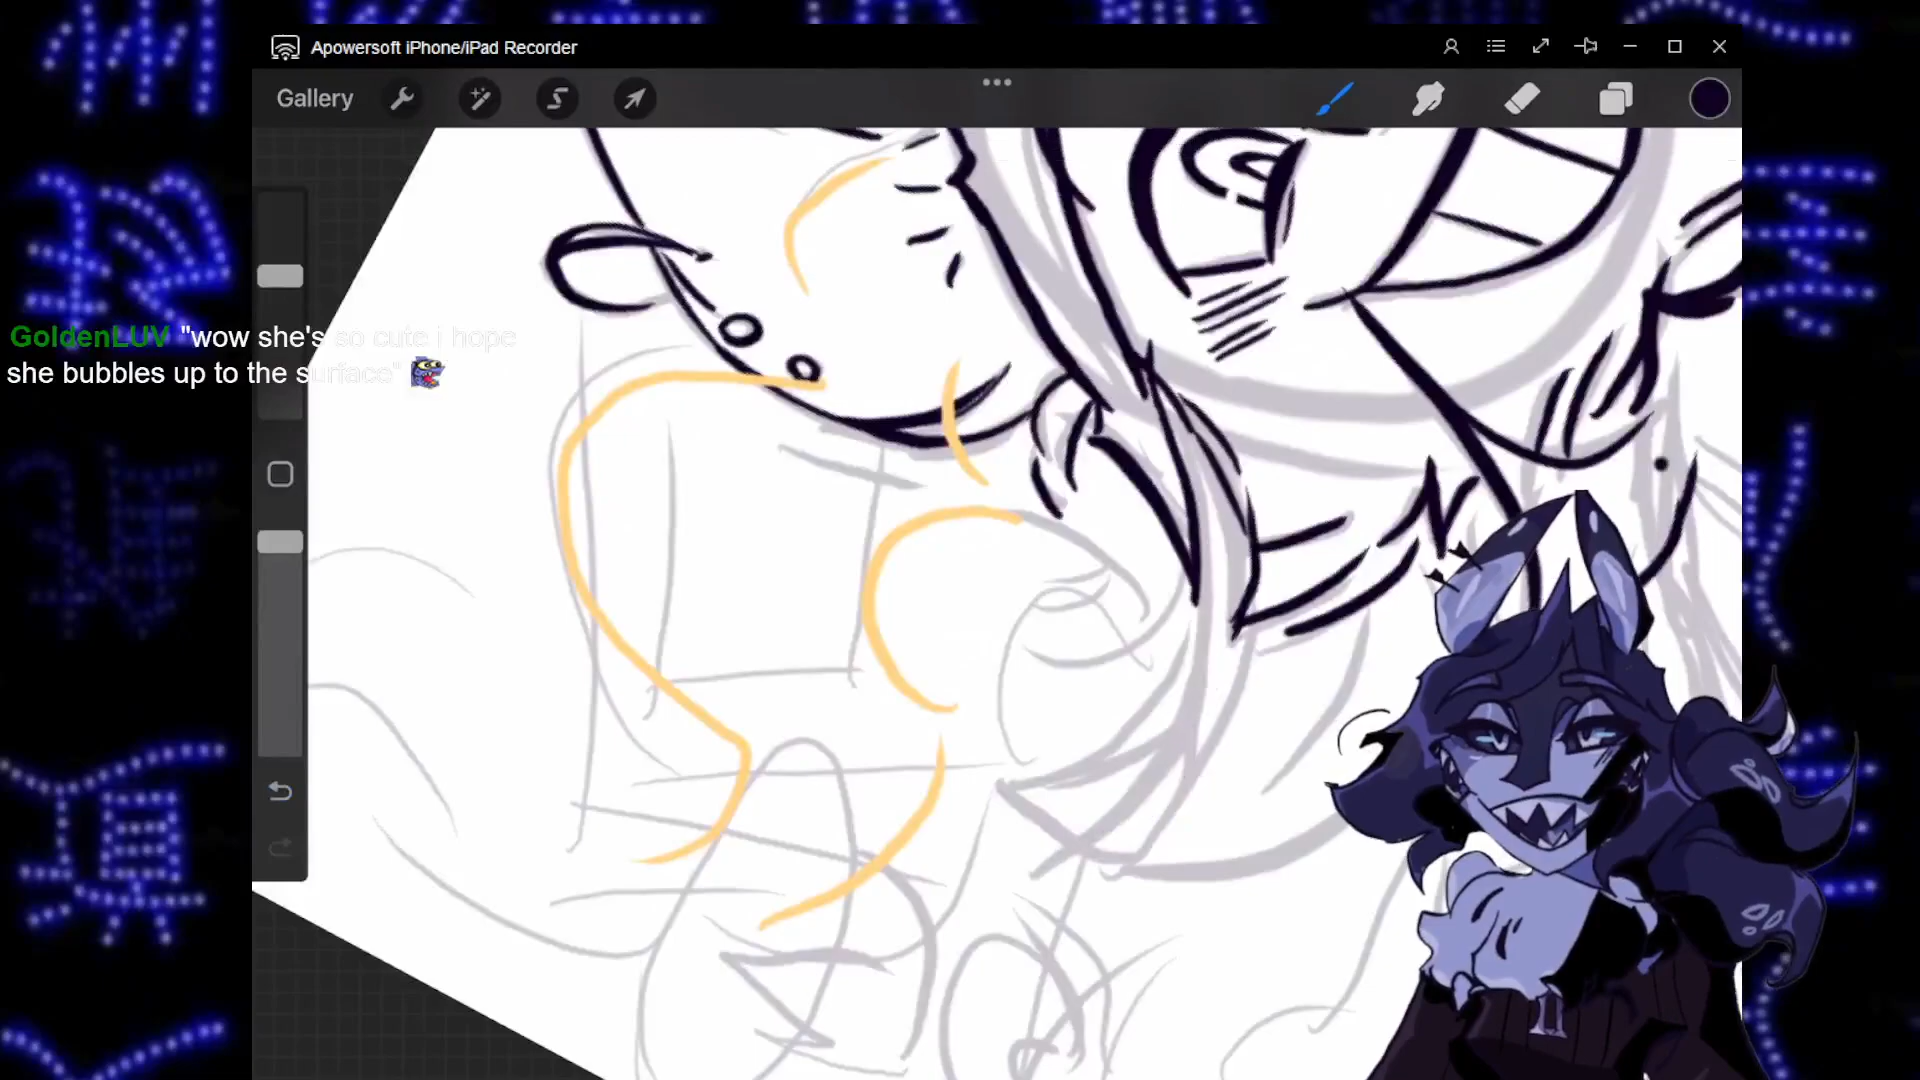 Apowersoft iPhone/iPad Recorder
Gallery
GoldenLUV "wow she's so cute i hope
she bubbles up to the surface"